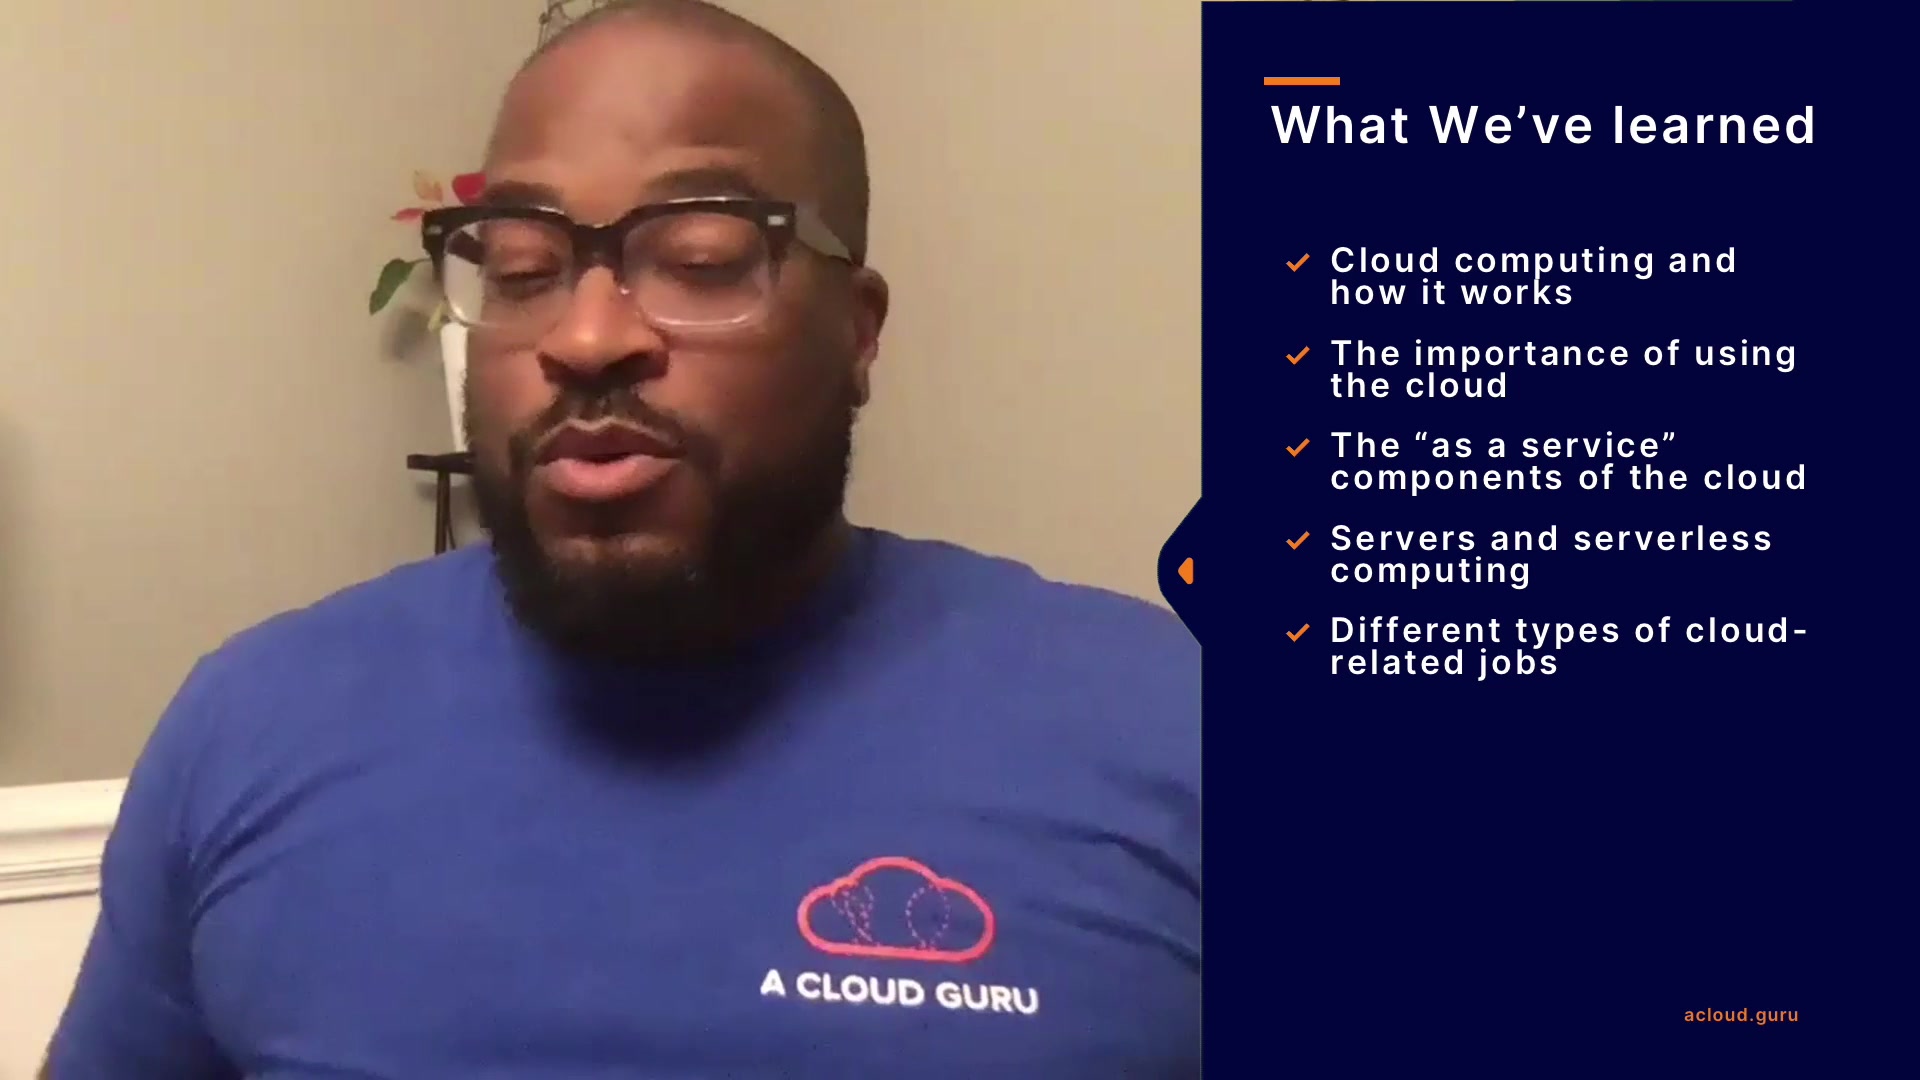 What We’ve learned
Cloud computing and
how it works
The importance of using
the cloud
The “as a service”
components of the cloud
Servers and serverless
computing
Different types of cloud-
related jobs
A CLOUD GURU
acloud.guru